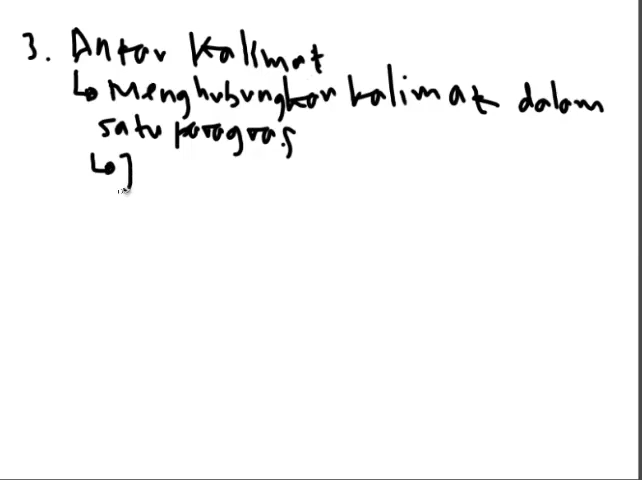 3. Antar Kalimat
↳ Menghubungkan kalimat dalam
satu paragraf
↳ J